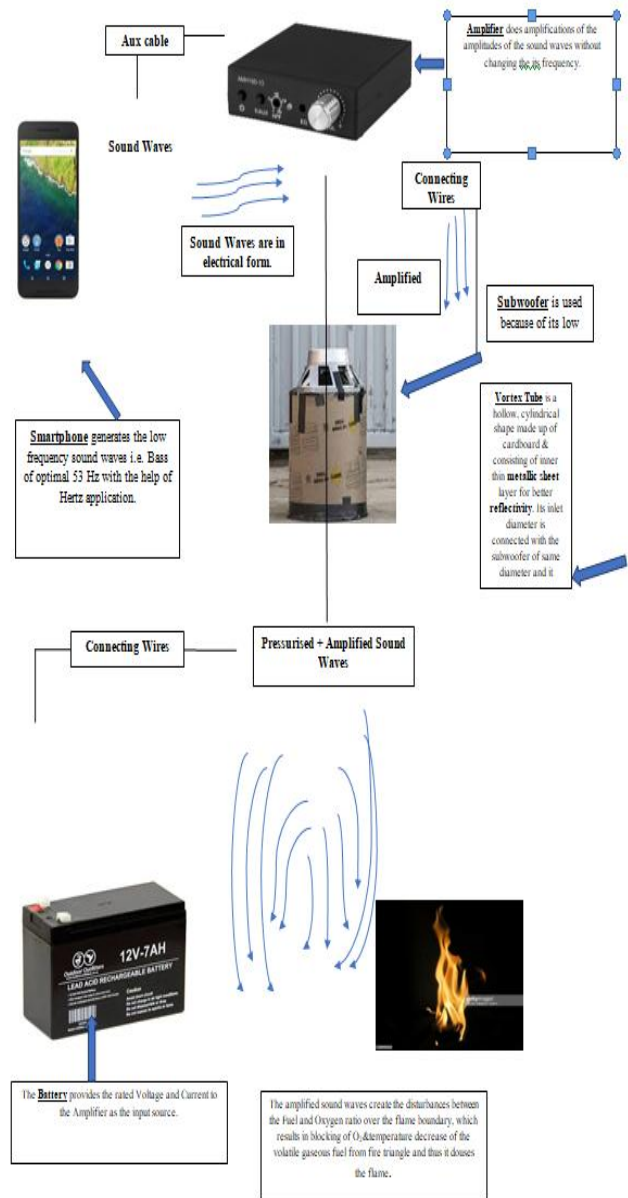 Aux cable
Amplifier does amplifications of the
amplitudes of the sound waves without
changing the its frequency.
Sound Waves
Connecting
Wires
Sound Waves are in
electrical form.
Amplified
Subwoofer is used
because of its low
Vortex Tube is a
hollow, cylindrical
shape made up of
cardboard &
consisting of inner
thin metallic sheet
layer for better
reflectivity. Its inlet
diameter is
connected with the
subwoofer of same
diameter and it
Smartphone generates the low
frequency sound waves i.e. Bass
of optimal 53 Hz with the help of
Hertz application.
Connecting Wires
Pressurised + Amplified Sound
Waves
12V-7AH
LEAD ACID RECHARGEABLE BATTERY
Caution
The Battery provides the rated Voltage and Current to
the Amplifier as the input source.
The amplified sound waves create the disturbances between
the Fuel and Oxygen ratio over the flame boundary, which
results in blocking of O₂&temperature decrease of the
volatile gaseous fuel from fire triangle and thus it douses
the flame.